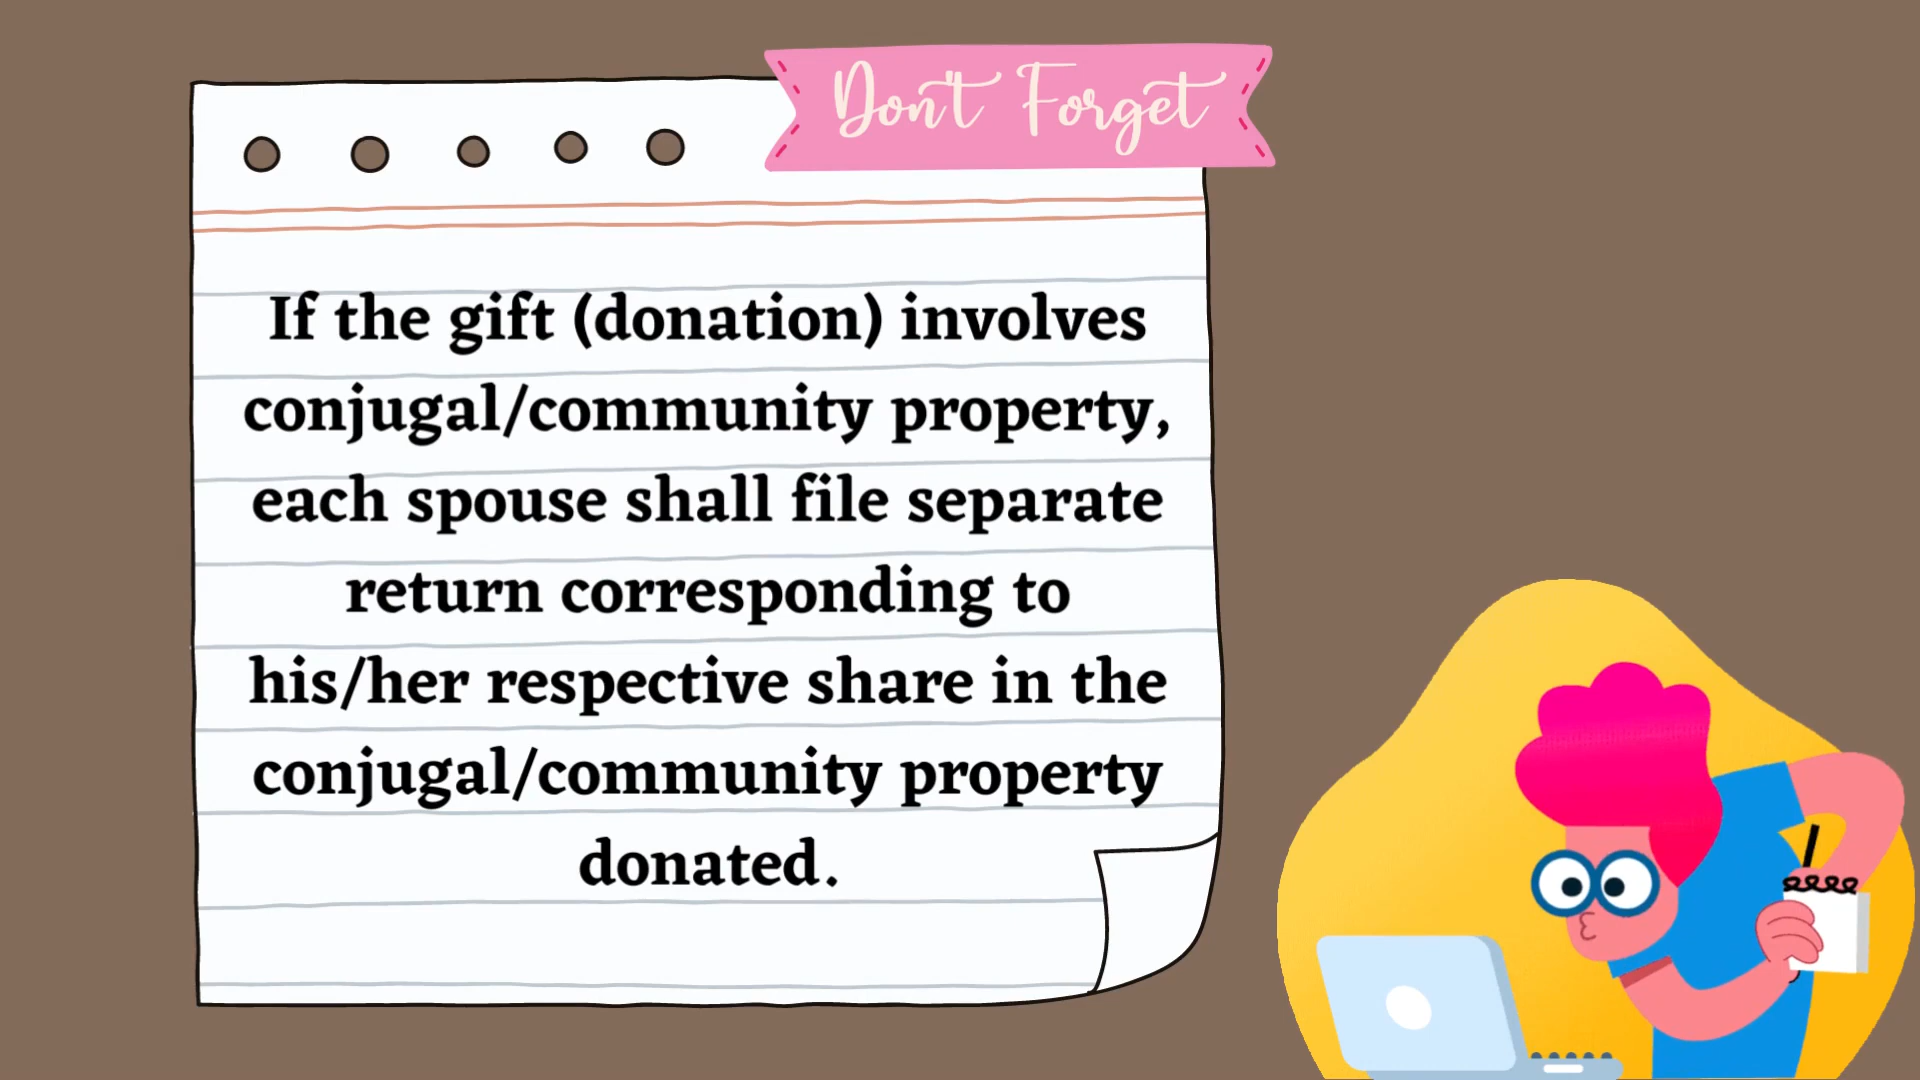 Don't Forget
If the gift (donation) involves
conjugal/community property,
each spouse shall file separate
return corresponding to
his/her respective share in the
conjugal/community property
donated.